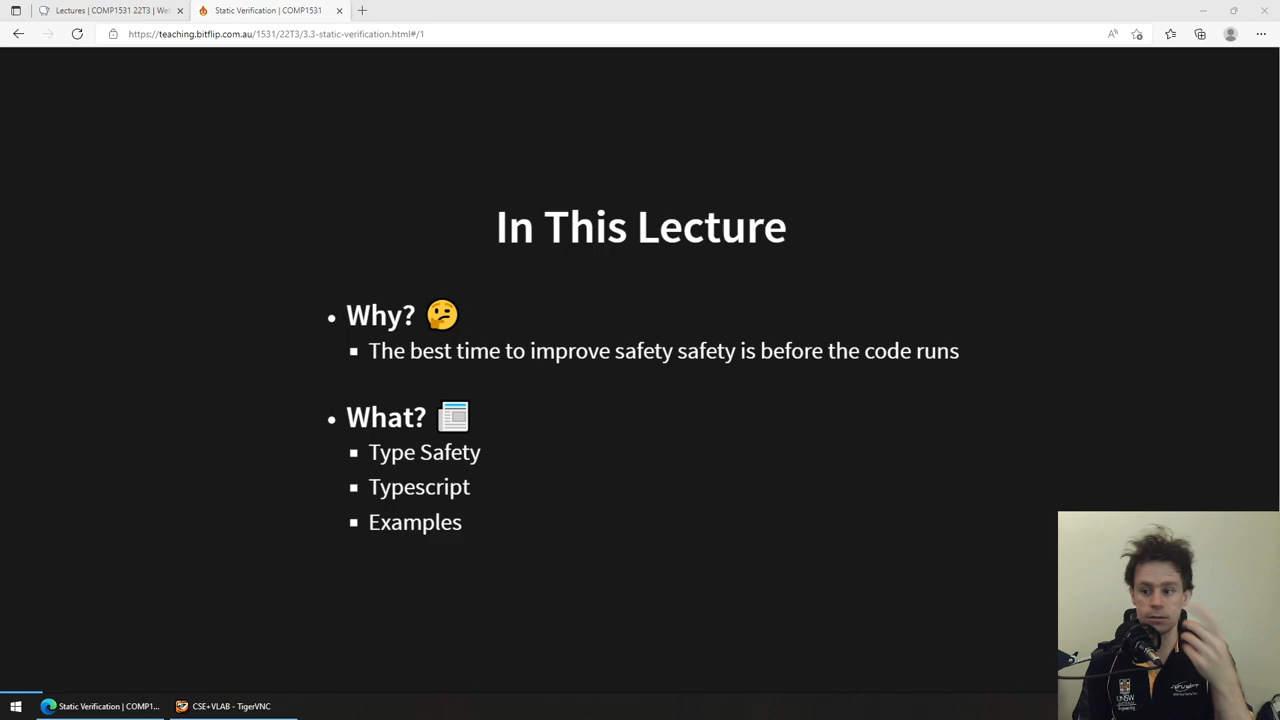 Lectures | COMP1531 22T3 | Wel
Static Verification | COMP1531
https://teaching.bitflip.com.au/1531/22T3/3.3-static-verification.html#/1
In This Lecture
• Why? 🤔
▪ The best time to improve safety safety is before the code runs
• What? 📰
▪ Type Safety
▪ Typescript
▪ Examples
UNSW
Static Verification | COMP1...
CSE+VLAB - TigerVNC